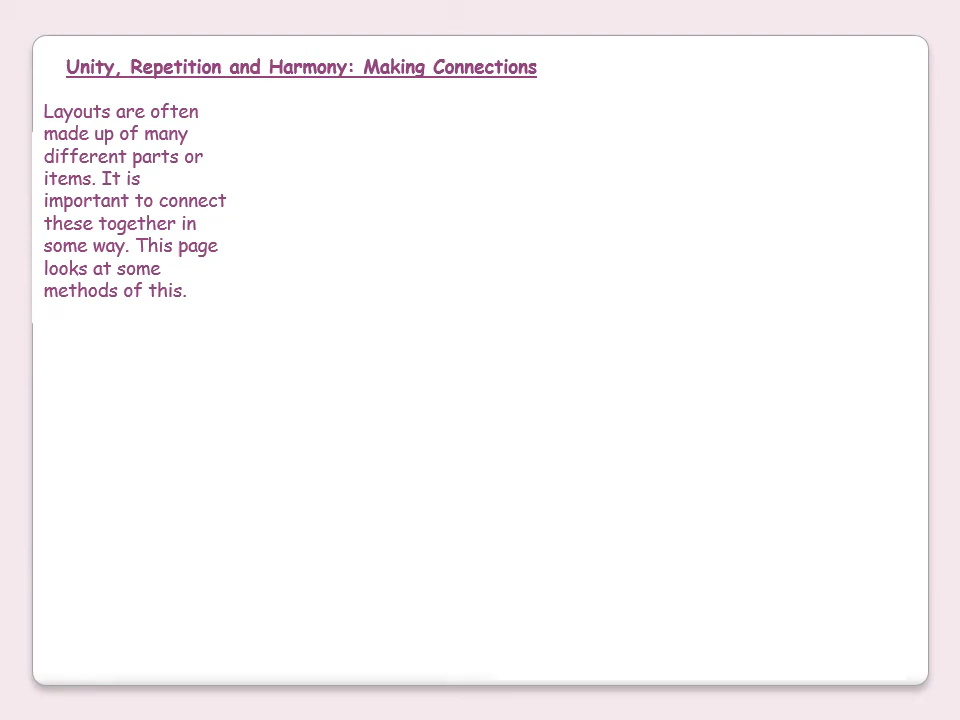 Unity, Repetition and Harmony: Making Connections
Layouts are often
made up of many
different parts or
items. It is
important to connect
these together in
some way. This page
looks at some
methods of this.